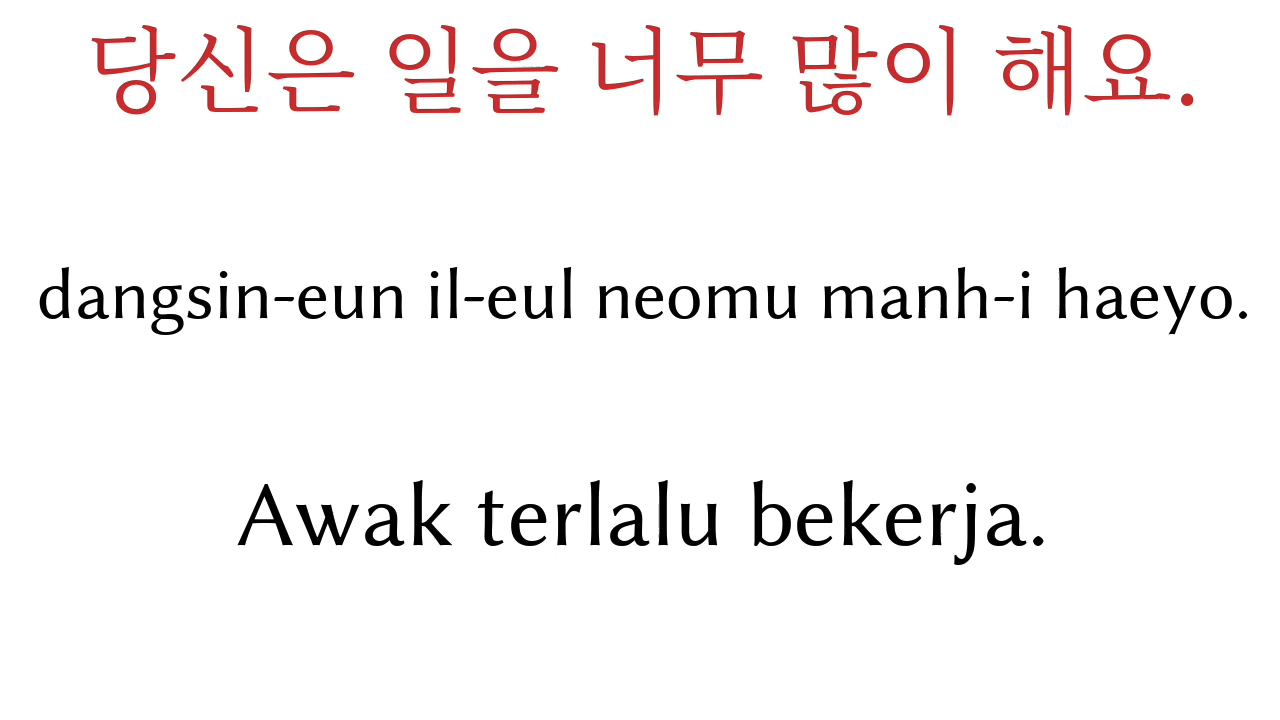 당신은 일을 너무 많이 해요.
dangsin-eun il-eul neomu manh-i haeyo.
Awak terlalu bekerja.